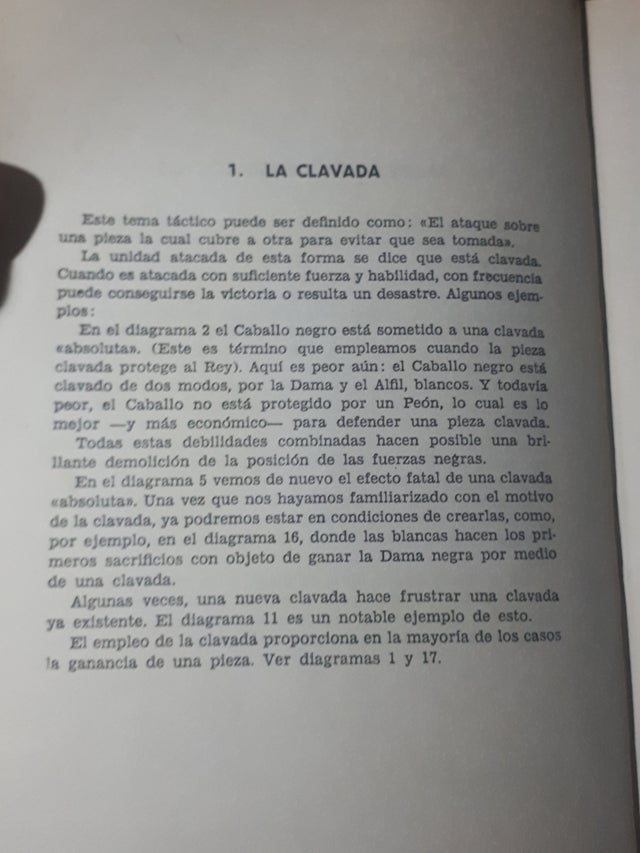 1. LA CLAVADA
Este tema táctico puede ser definido como: «El ataque sobre
una pieza la cual cubre a otra para evitar que sea tomada».
La unidad atacada de esta forma se dice que está clavada.
Cuando es atacada con suficiente fuerza y habilidad, con frecuencia
puede conseguirse la victoria o resulta un desastre. Algunos ejem-
plos:
En el diagrama 2 el Caballo negro está sometido a una clavada
«absoluta». (Este es término que empleamos cuando la pieza
clavada protege al Rey). Aquí es peor aún: el Caballo negro está
clavado de dos modos, por la Dama y el Alfil, blancos. Y todavía
peor, el Caballo no está protegido por un Peón, lo cual es lo
mejor —y más económico— para defender una pieza clavada.
Todas estas debilidades combinadas hacen posible una bri-
llante demolición de la posición de las fuerzas negras.
En el diagrama 5 vemos de nuevo el efecto fatal de una clavada
«absoluta». Una vez que nos hayamos familiarizado con el motivo
de la clavada, ya podremos estar en condiciones de crearlas, como,
por ejemplo, en el diagrama 16, donde las blancas hacen los pri-
meros sacrificios con objeto de ganar la Dama negra por medio
de una clavada.
Algunas veces, una nueva clavada hace frustrar una clavada
ya existente. El diagrama 11 es un notable ejemplo de esto.
El empleo de la clavada proporciona en la mayoría de los casos
la ganancia de una pieza. Ver diagramas 1 y 17.